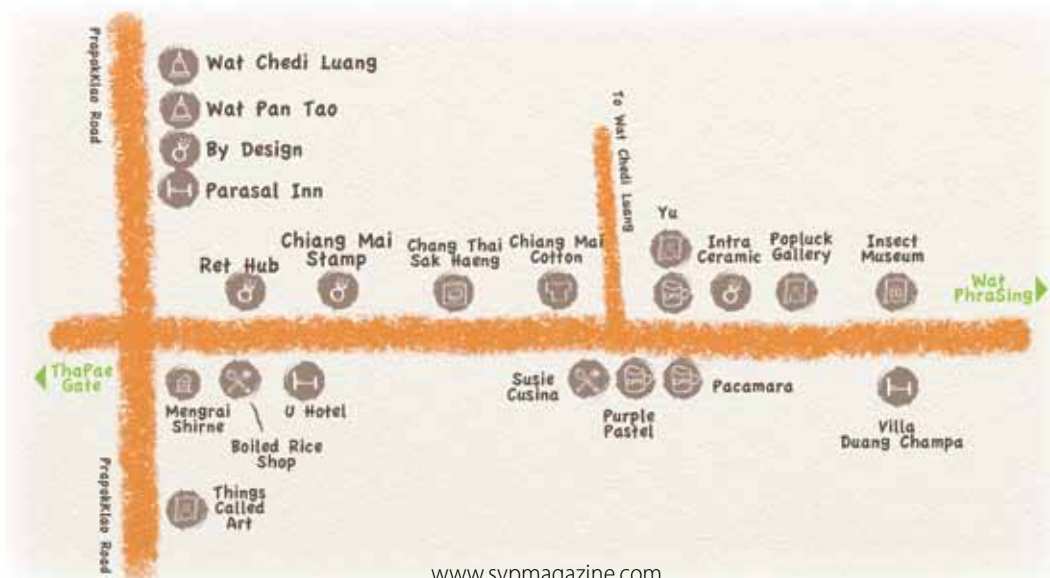 PrapokKlao Road
Wat Chedi Luang
Wat Pan Tao
By Design
Parasal Inn
To Wat Chedi Luang
Ret Hub
Chiang Mai
Stamp
Chang Thai
Sak Haeng
Chiang Mai
Cotton
Yu
Intra
Ceramic
Popluck
Gallery
Insect
Museum
Wat
PhraSing
ThaPae
Gate
Mengrai
Shirne
Boiled Rice
Shop
U Hotel
Susie
Cusina
Purple
Pastel
Pacamara
Villa
Duang Champa
PrapokKlao Road
Things
Called
Art
www.sypmagazine.com